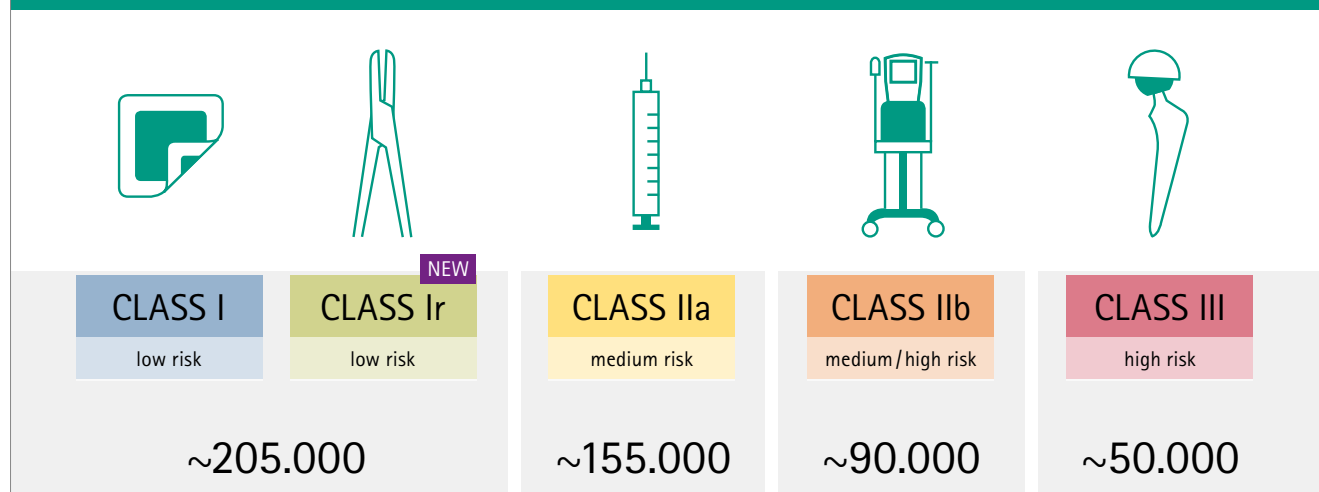 NEW
CLASS I
CLASS Ir
CLASS IIa
CLASS IIb
CLASS III
low risk
low risk
medium risk
medium/high risk
high risk
~205.000
~155.000
~90.000
~50.000